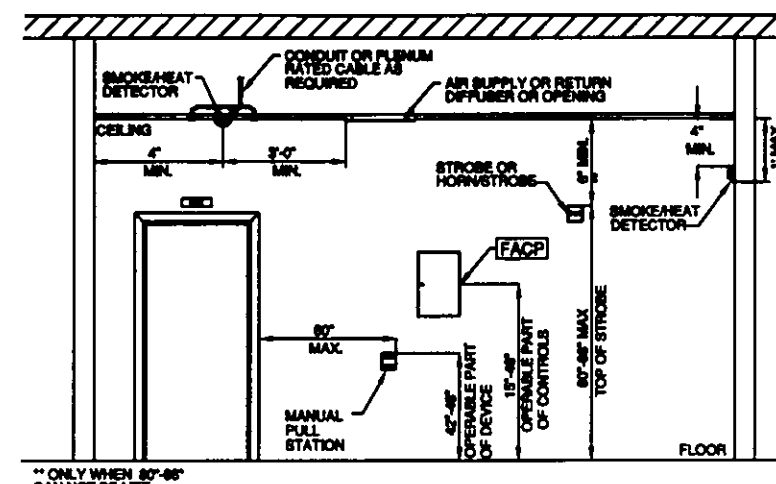 CONDUIT OR PLENUM
RATED CABLE AS
REQUIRED
SMOKE/HEAT
DETECTOR
AIR SUPPLY OR RETURN
DIFFUSER OR OPENING
CEILING
4"
MIN.
3'-0"
MIN.
4"
MIN.
1' MAX
6" MIN.
STROBE OR
HORN/STROBE
SMOKE/HEAT
DETECTOR
FACP
60"
MAX.
MANUAL
PULL
STATION
42"-48"
OPERABLE PART
OF DEVICE
15"-48"
OPERABLE PART
OF CONTROLS
80"-96" MAX
TOP OF STROBE
FLOOR
** ONLY WHEN 80"-96"